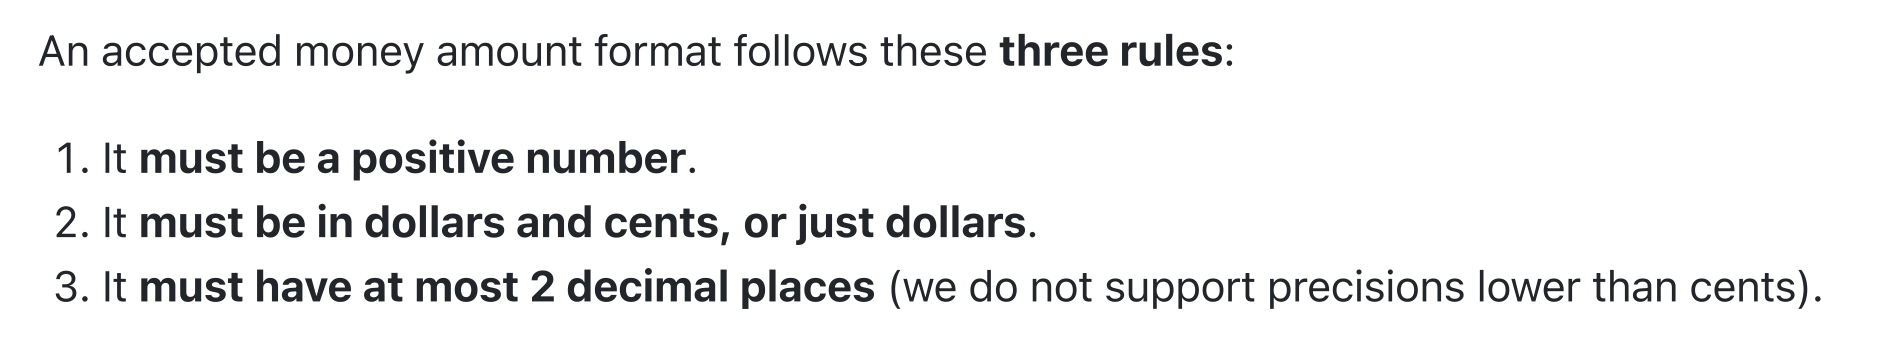 An accepted money amount format follows these three rules:
1. It must be a positive number.
2. It must be in dollars and cents, or just dollars.
3. It must have at most 2 decimal places (we do not support precisions lower than cents).